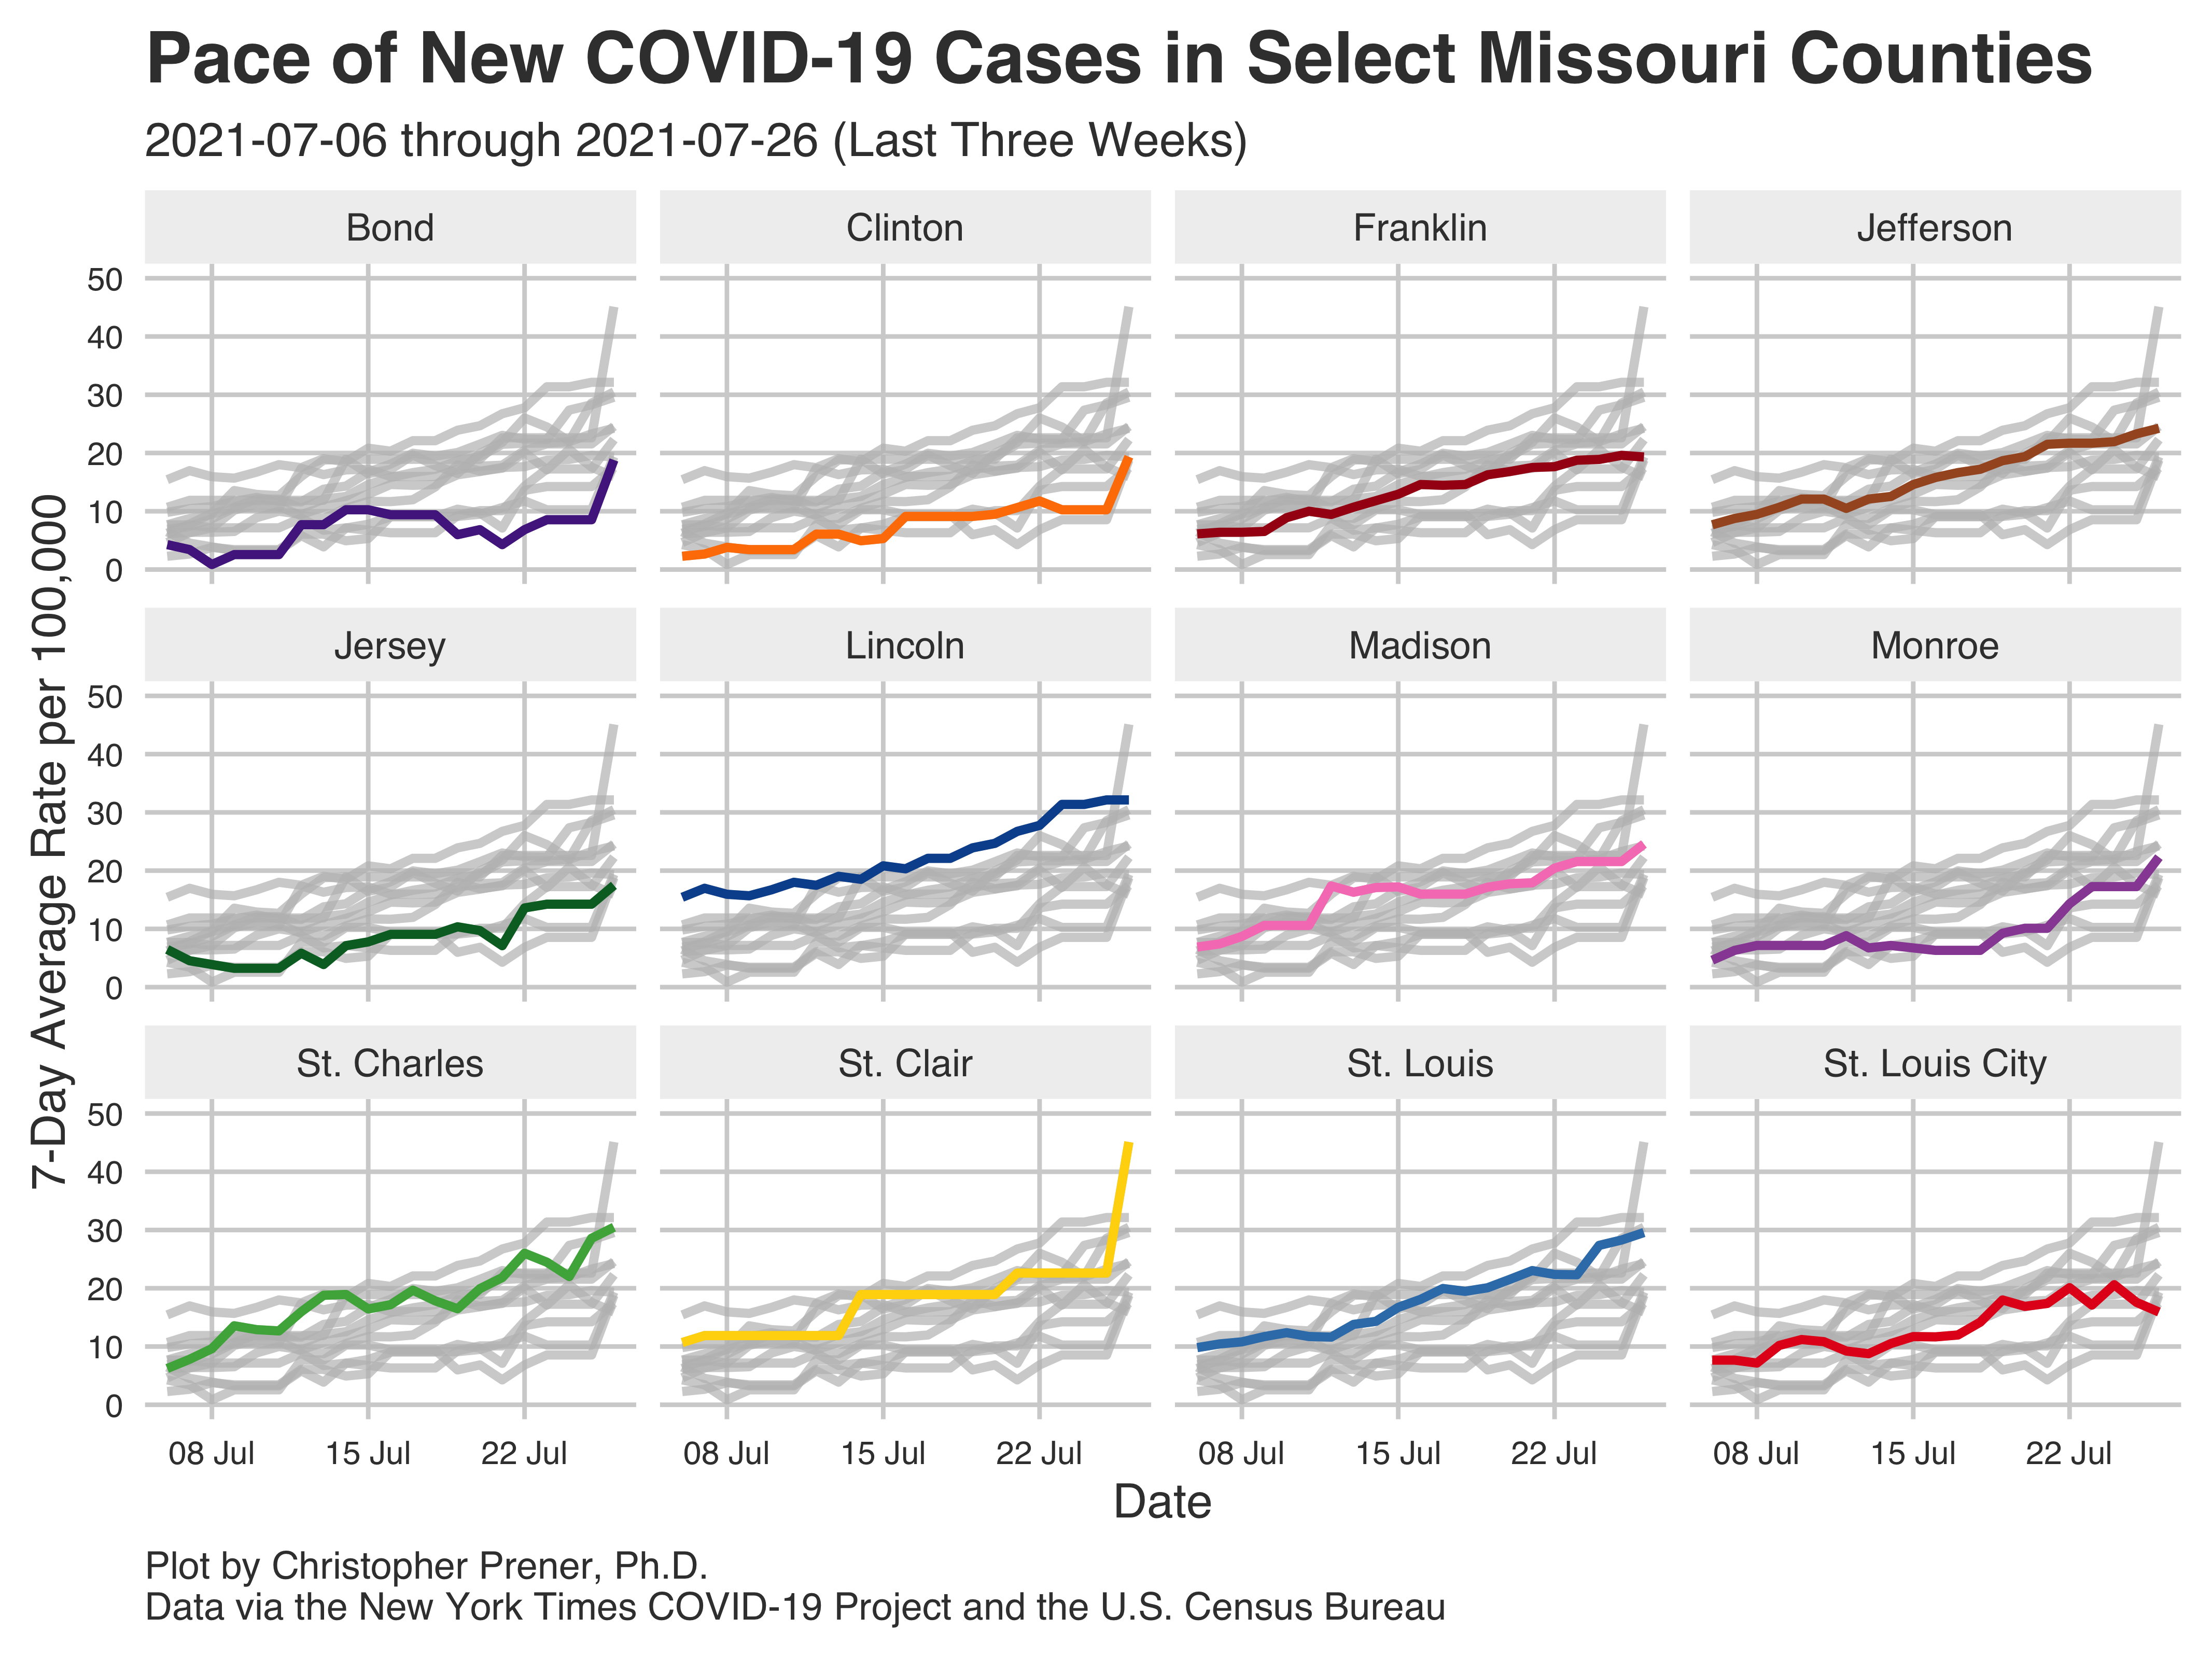 Pace of New COVID-19 Cases in Select Missouri Counties
2021-07-06 through 2021-07-26 (Last Three Weeks)
7-Day Average Rate per 100,000
Bond
Clinton
Franklin
Jefferson
50
40
30
20
10
0
Jersey
Lincoln
Madison
Monroe
50
40
30
20
10
0
St. Charles
St. Clair
St. Louis
St. Louis City
50
40
30
20
10
0
08 Jul 15 Jul 22 Jul
08 Jul 15 Jul 22 Jul
08 Jul 15 Jul 22 Jul
08 Jul 15 Jul 22 Jul
Date
Plot by Christopher Prener, Ph.D.
Data via the New York Times COVID-19 Project and the U.S. Census Bureau